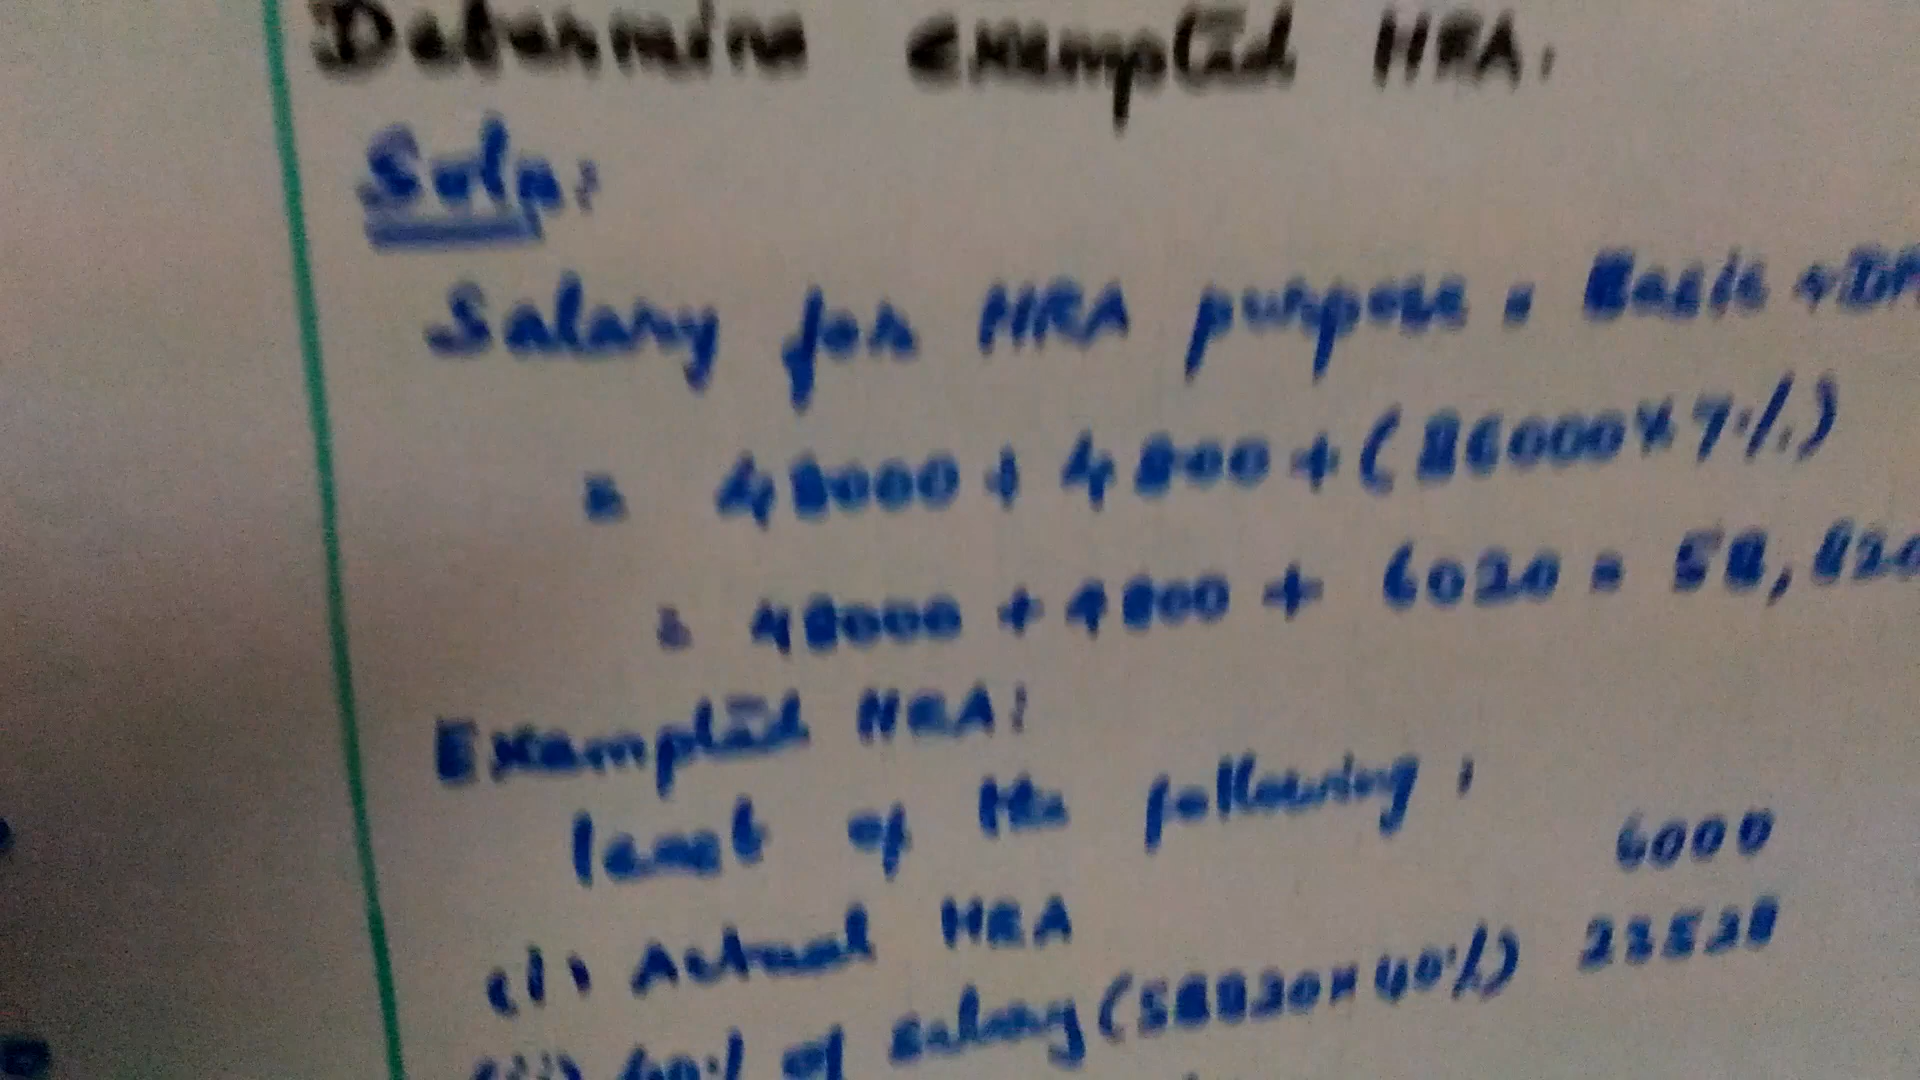 Determine exempted HRA:
Soln:
Salary for HRA purpose = Basic + DA
= 48000 + 4800 + (86000 × 7%)
= 48000 + 4800 + 6020 = 58,820
Exempted HRA:
least of the following:
(i) Actual HRA 6000
(ii) 40% of salary (58820 × 40%) 23528